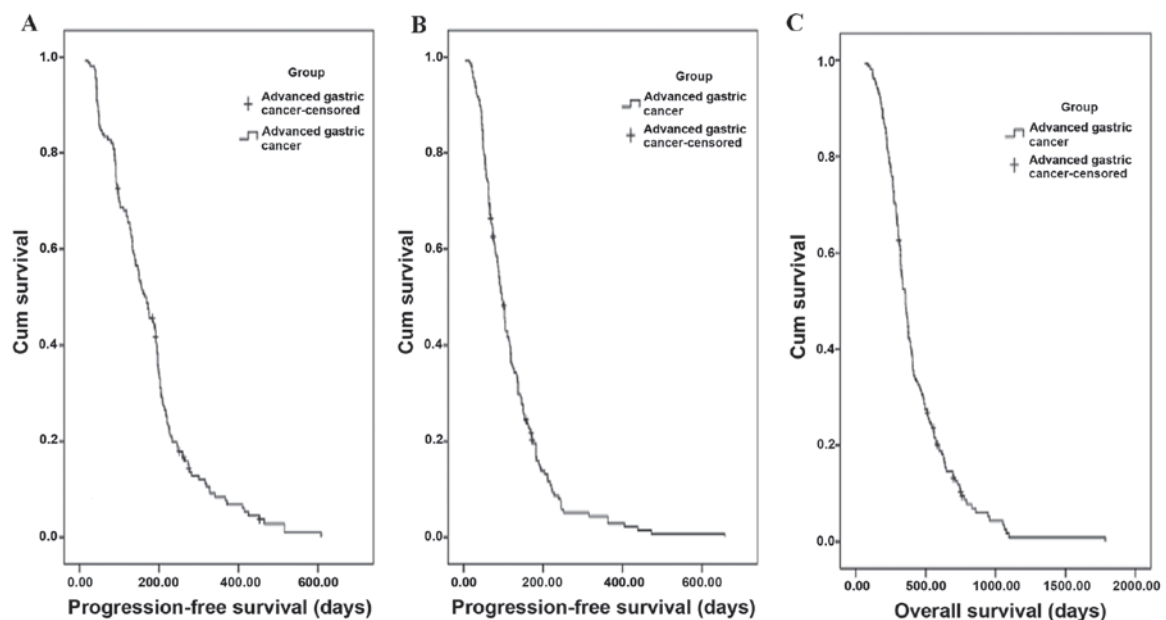 A
Cum survival
1.0
0.8
0.6
0.4
0.2
0.0
Group
Advanced gastric
cancer-censored
Advanced gastric
cancer
0.00
200.00
400.00
600.00
Progression-free survival (days)
B
Cum survival
1.0
0.8
0.6
0.4
0.2
0.0
Group
Advanced gastric
cancer
Advanced gastric
cancer-censored
0.00
200.00
400.00
600.00
Progression-free survival (days)
C
Cum survival
1.0
0.8
0.6
0.4
0.2
0.0
Group
Advanced gastric
cancer
Advanced gastric
cancer-censored
0.00
500.00
1000.00
1500.00
2000.00
Overall survival (days)